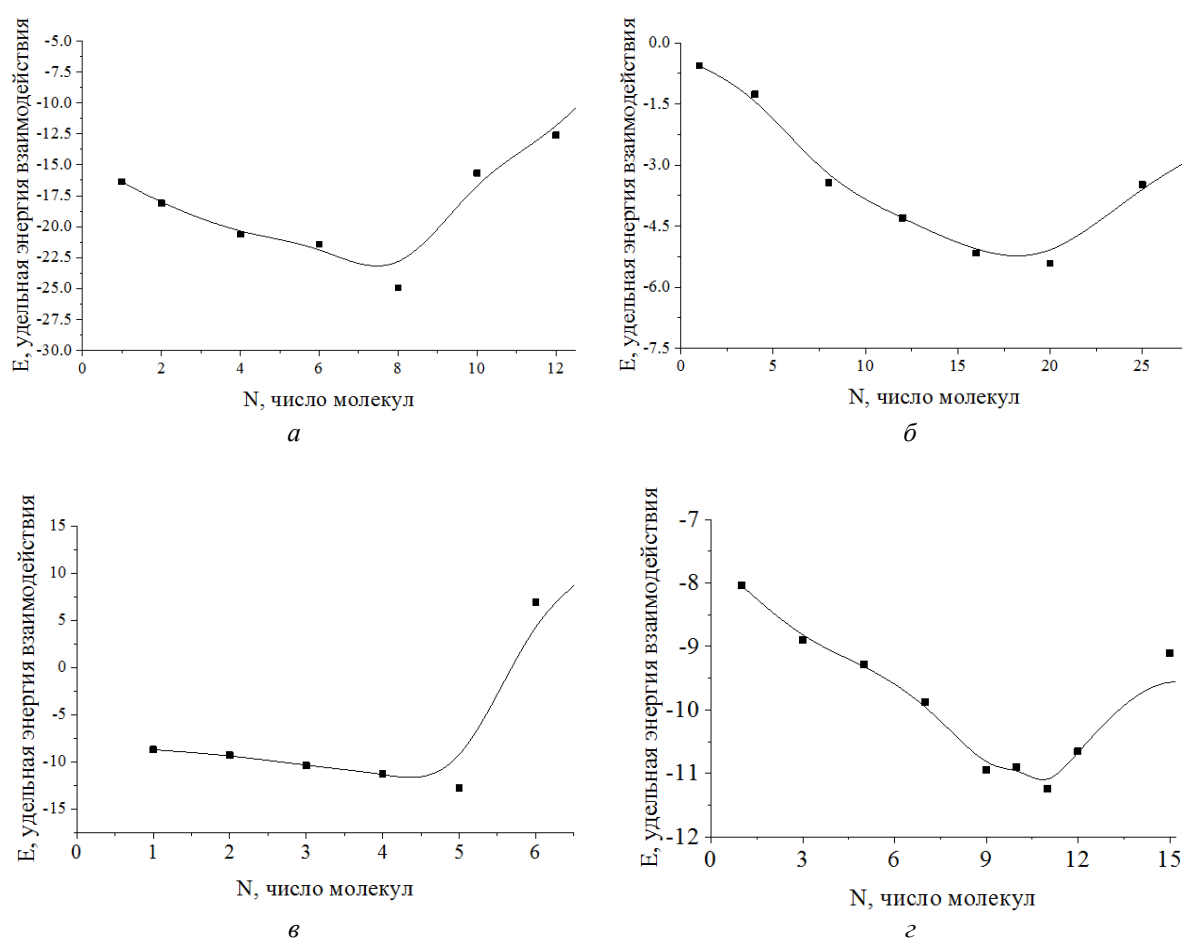 E, удельная энергия взаимодействия
-5.0
-7.5
-10.0
-12.5
-15.0
-17.5
-20.0
-22.5
-25.0
-27.5
-30.0
0 2 4 6 8 10 12
N, число молекул
а
E, удельная энергия взаимодействия
0.0
-1.5
-3.0
-4.5
-6.0
-7.5
0 5 10 15 20 25
N, число молекул
б
E, удельная энергия взаимодействия
15
10
5
0
-5
-10
-15
0 1 2 3 4 5 6
N, число молекул
в
E, удельная энергия взаимодействия
-7
-8
-9
-10
-11
-12
0 3 6 9 12 15
N, число молекул
г